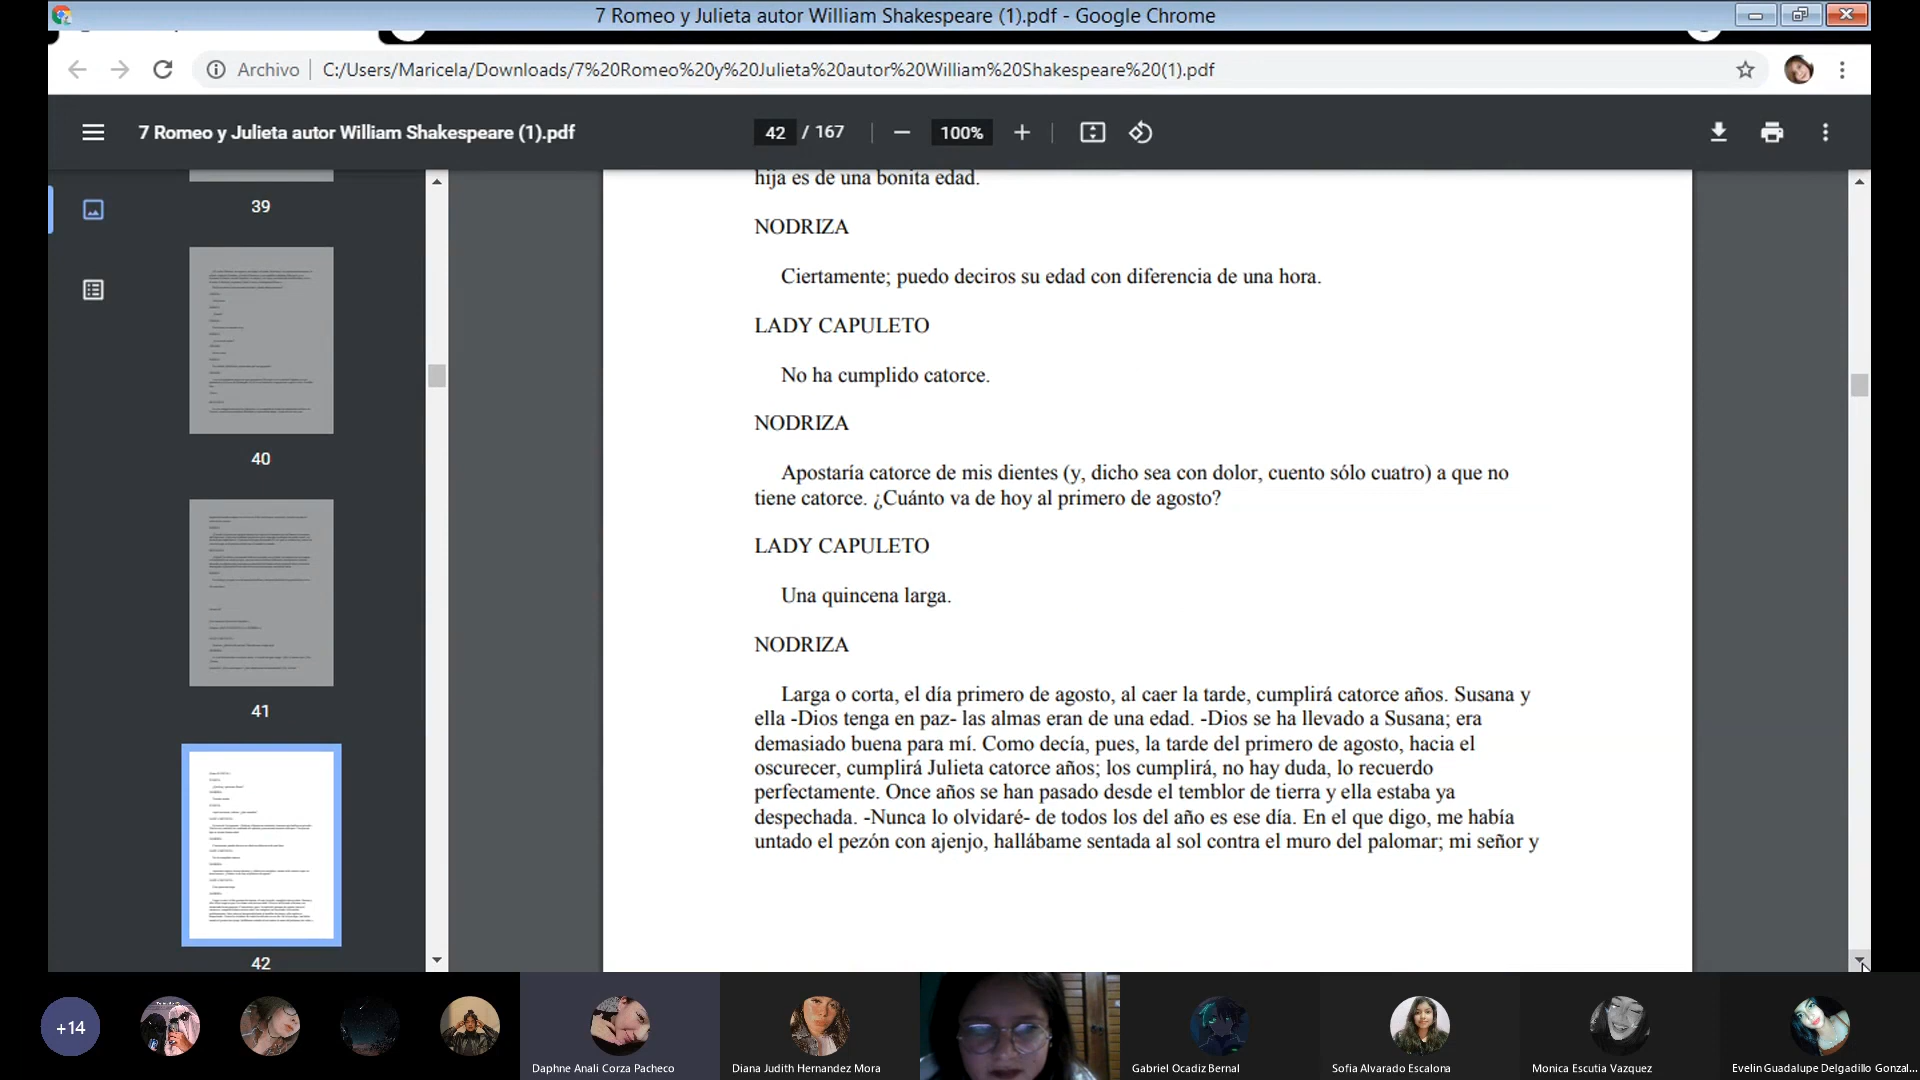 7 Romeo y Julieta autor William Shakespeare (1).pdf - Google Chrome
Archivo | C:/Users/Maricela/Downloads/7%20Romeo%20y%20Julieta%20autor%20William%20Shakespeare%20(1).pdf
7 Romeo y Julieta autor William Shakespeare (1).pdf
42 / 167
100%
39
40
41
42
hija es de una bonita edad.
NODRIZA
Ciertamente; puedo deciros su edad con diferencia de una hora.
LADY CAPULETO
No ha cumplido catorce.
NODRIZA
Apostaría catorce de mis dientes (y, dicho sea con dolor, cuento sólo cuatro) a que no
tiene catorce. ¿Cuánto va de hoy al primero de agosto?
LADY CAPULETO
Una quincena larga.
NODRIZA
Larga o corta, el día primero de agosto, al caer la tarde, cumplirá catorce años. Susana y
ella -Dios tenga en paz- las almas eran de una edad. -Dios se ha llevado a Susana; era
demasiado buena para mí. Como decía, pues, la tarde del primero de agosto, hacia el
oscurecer, cumplirá Julieta catorce años; los cumplirá, no hay duda, lo recuerdo
perfectamente. Once años se han pasado desde el temblor de tierra y ella estaba ya
despechada. -Nunca lo olvidaré- de todos los del año es ese día. En el que digo, me había
untado el pezón con ajenjo, hallábame sentada al sol contra el muro del palomar; mi señor y
+14
Daphne Anali Corza Pacheco
Diana Judith Hernandez Mora
Gabriel Ocadiz Bernal
Sofia Alvarado Escalona
Monica Escutia Vazquez
Evelin Guadalupe Delgadillo Gonzal...